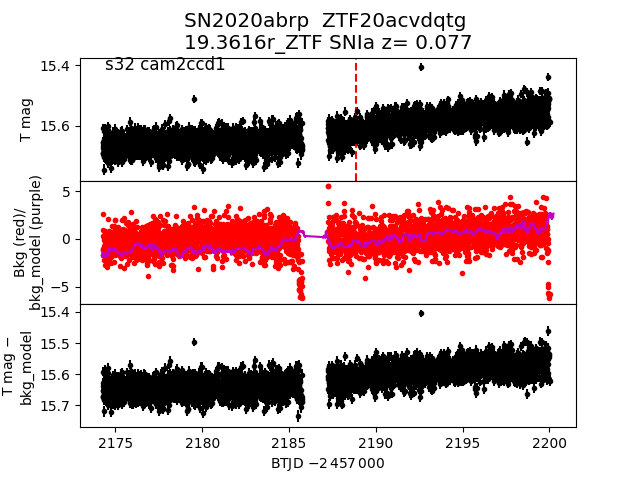 SN2020abrp  ZTF20acvdqtg
19.3616r_ZTF SNIa z= 0.077
s32 cam2ccd1
15.4
15.6
T mag
5
0
−5
Bkg (red)/
bkg_model (purple)
15.4
15.5
15.6
15.7
T mag −
bkg_model
2175
2180
2185
2190
2195
2200
BTJD −2 457 000